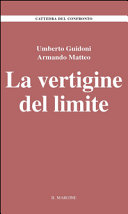 CATTEDRA DEL CONFRONTO
Umberto Guidoni
Armando Matteo
La vertigine
del limite
IL MARGINE